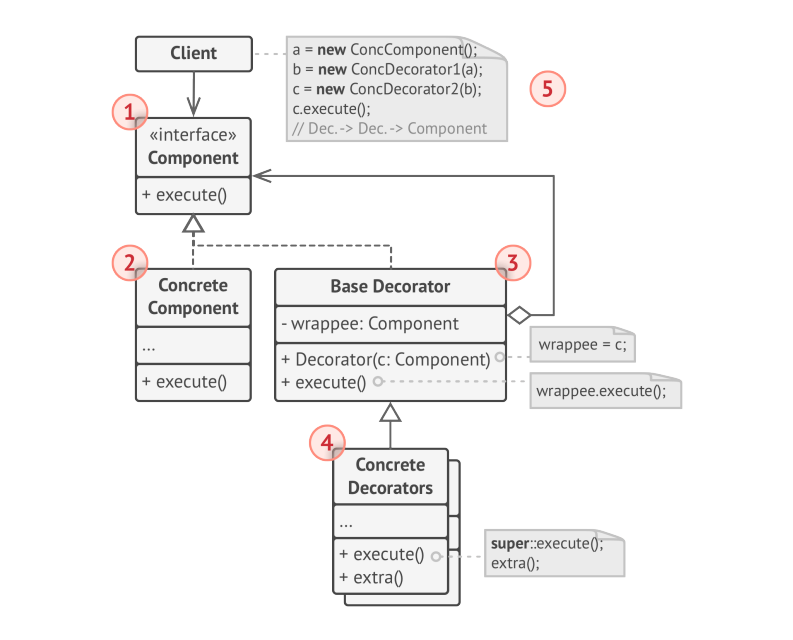 Client
a = new ConcComponent();
b = new ConcDecorator1(a);
c = new ConcDecorator2(b);
c.execute();
// Dec. -> Dec. -> Component
5
1
«interface»
Component
+ execute()
2
Concrete
Component
...
+ execute()
3
Base Decorator
- wrappee: Component
+ Decorator(c: Component)
+ execute()
wrappee = c;
wrappee.execute();
4
Concrete
Decorators
...
+ execute()
+ extra()
super::execute();
extra();